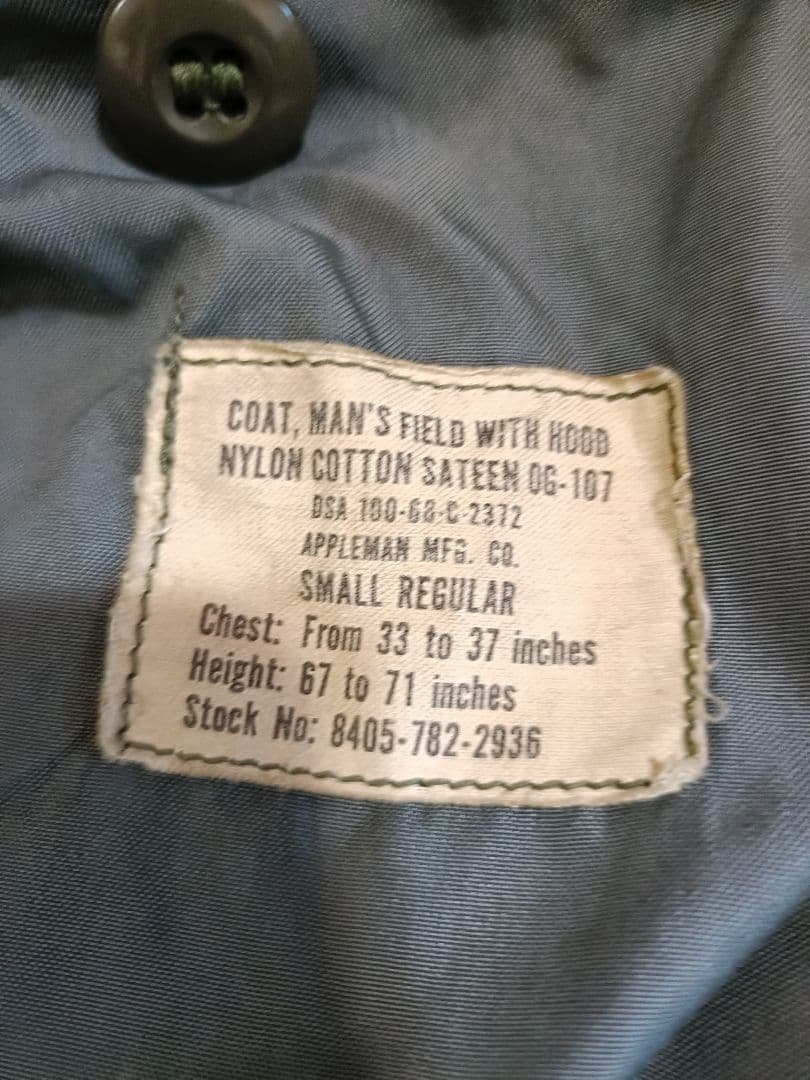 COAT, MAN'S FIELD WITH HOOD
NYLON COTTON SATEEN OG-107
DSA 100-68-C-2372
APPLEMAN MFG. CO.
SMALL REGULAR
Chest: From 33 to 37 inches
Height: 67 to 71 inches
Stock No: 8405-782-2936